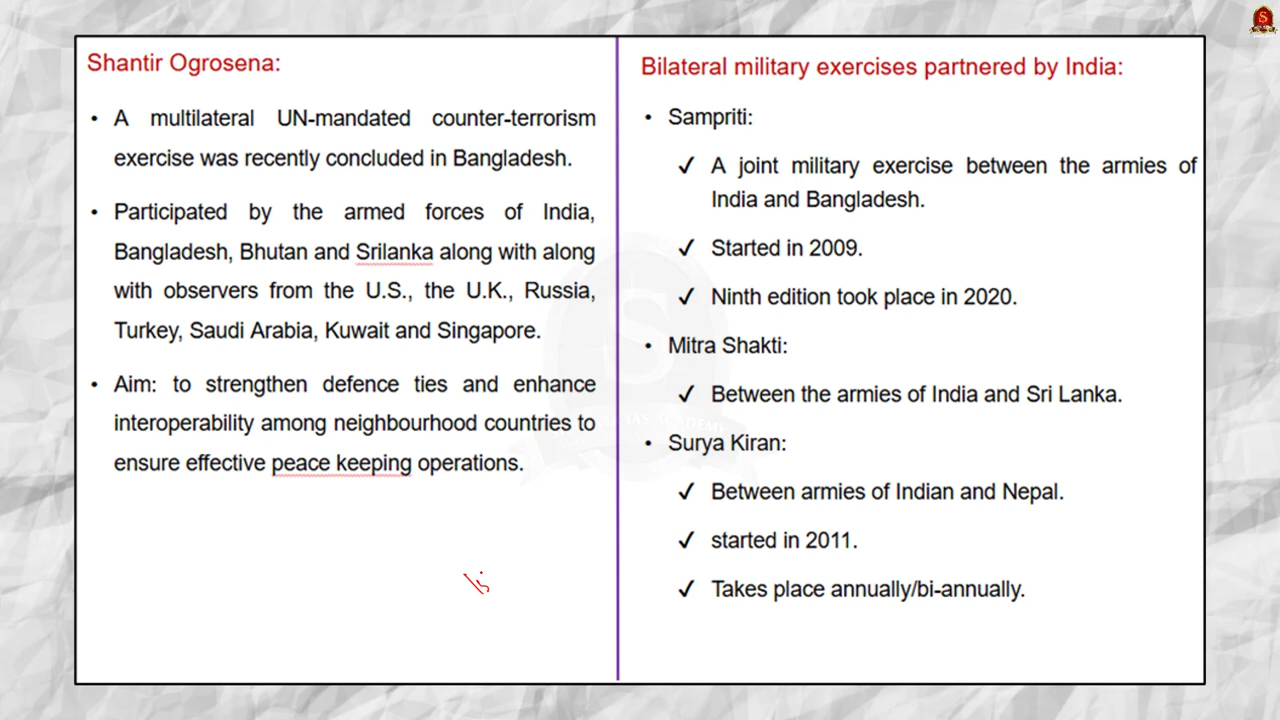 Shantir Ogrosena:
• A multilateral UN-mandated counter-terrorism
exercise was recently concluded in Bangladesh.
• Participated by the armed forces of India,
Bangladesh, Bhutan and Srilanka along with along
with observers from the U.S., the U.K., Russia,
Turkey, Saudi Arabia, Kuwait and Singapore.
• Aim: to strengthen defence ties and enhance
interoperability among neighbourhood countries to
ensure effective peace keeping operations.
Bilateral military exercises partnered by India:
• Sampriti:
✓ A joint military exercise between the armies of
India and Bangladesh.
✓ Started in 2009.
✓ Ninth edition took place in 2020.
• Mitra Shakti:
✓ Between the armies of India and Sri Lanka.
• Surya Kiran:
✓ Between armies of Indian and Nepal.
✓ started in 2011.
✓ Takes place annually/bi-annually.